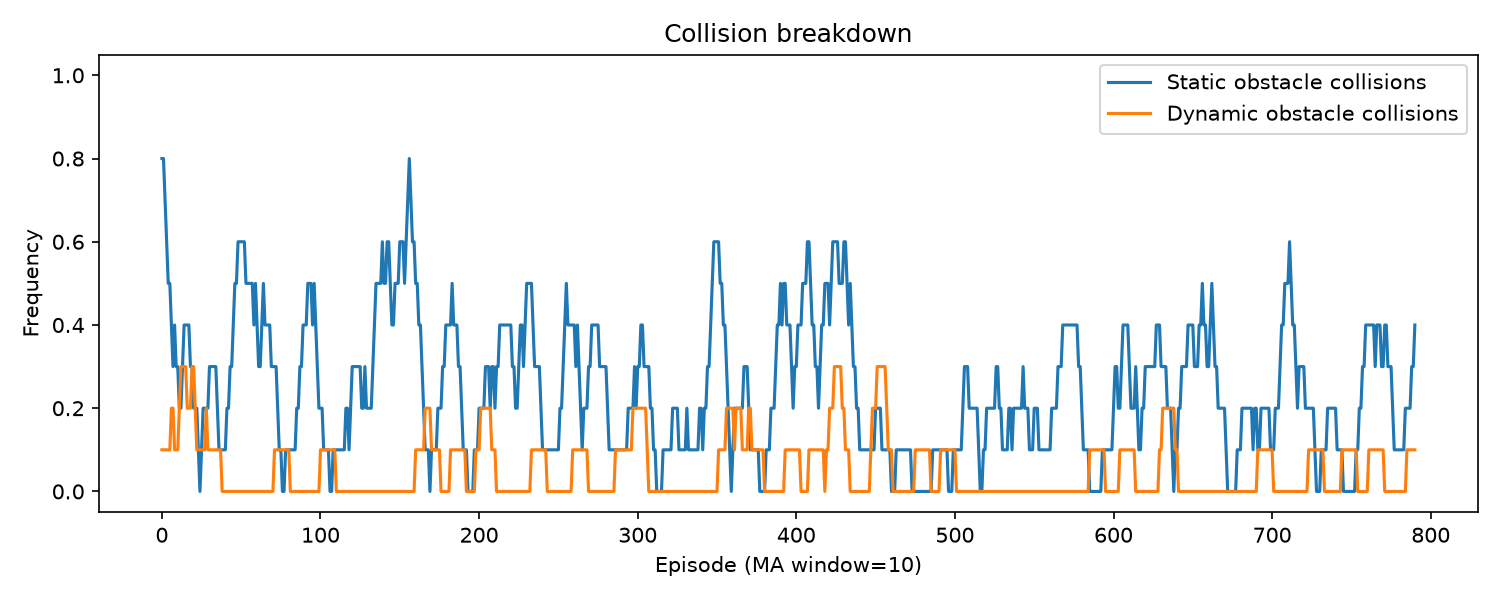 Collision breakdown
1.0
0.8
0.6
0.4
0.2
0.0
Frequency
Static obstacle collisions
Dynamic obstacle collisions
0 100 200 300 400 500 600 700 800
Episode (MA window=10)